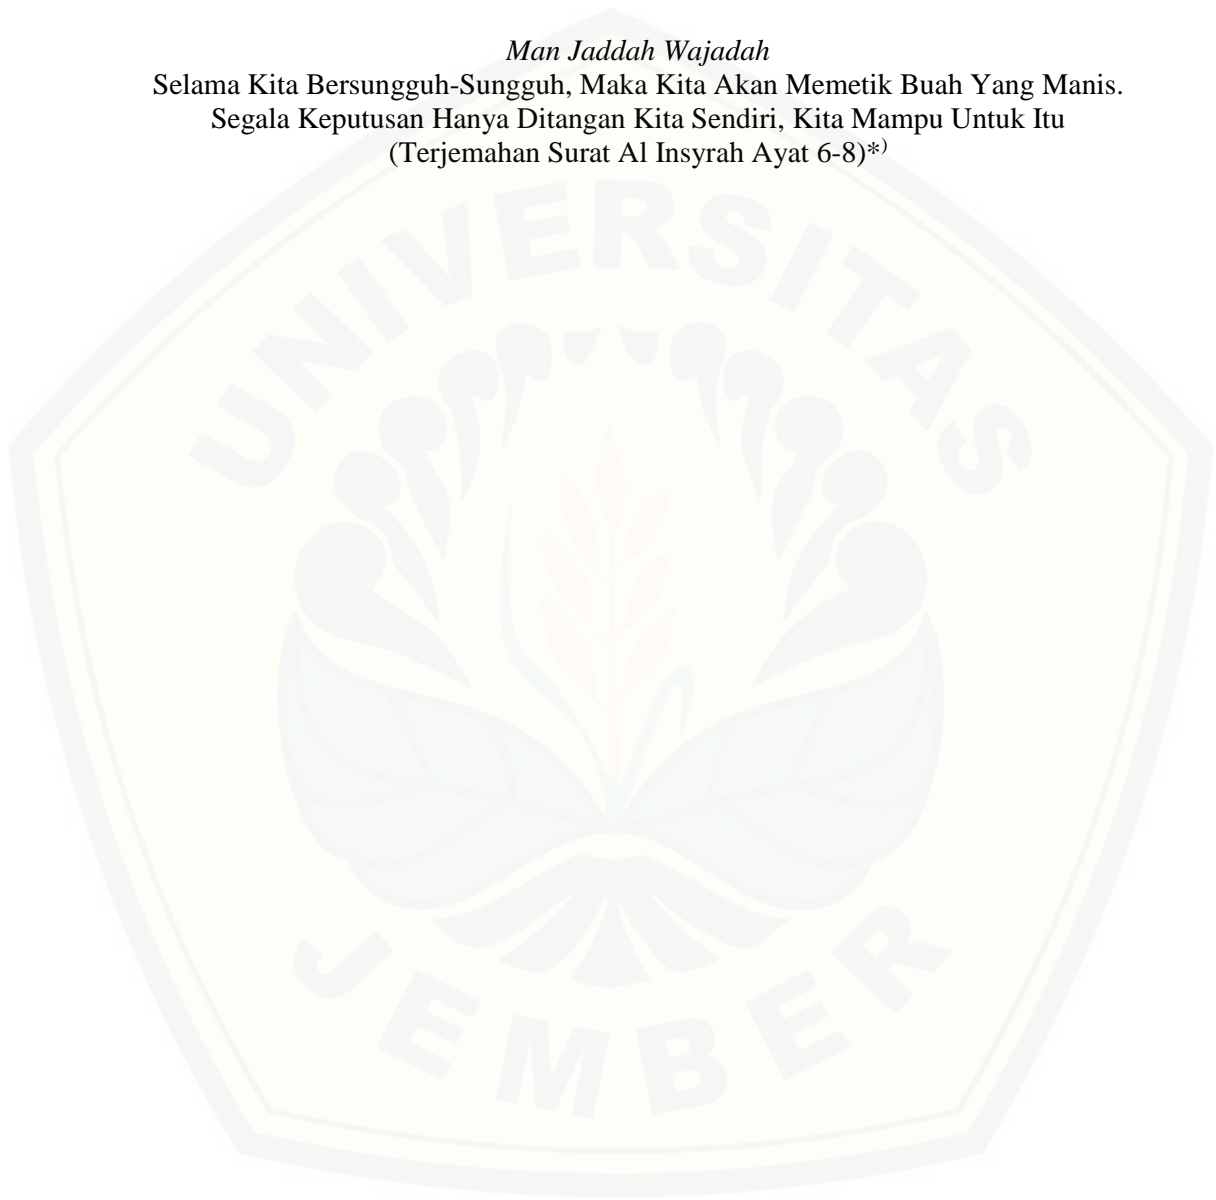 Man Jaddah Wajadah
Selama Kita Bersungguh-Sungguh, Maka Kita Akan Memetik Buah Yang Manis.
Segala Keputusan Hanya Ditangan Kita Sendiri, Kita Mampu Untuk Itu
(Terjemahan Surat Al Insyrah Ayat 6-8)*)
UNIVERSITAS
JEMBER